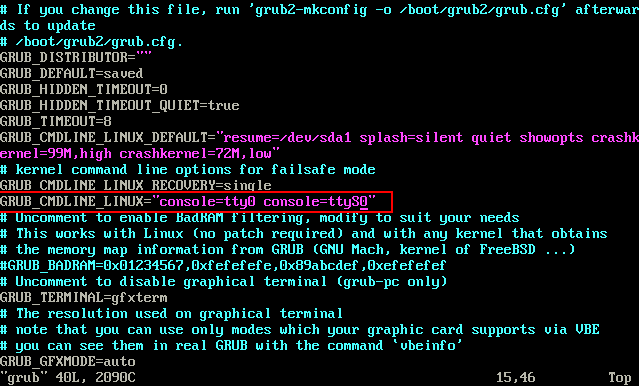 # If you change this file, run 'grub2-mkconfig -o /boot/grub2/grub.cfg' afterwar
ds to update
# /boot/grub2/grub.cfg.
GRUB_DISTRIBUTOR=""
GRUB_DEFAULT=saved
GRUB_HIDDEN_TIMEOUT=0
GRUB_HIDDEN_TIMEOUT_QUIET=true
GRUB_TIMEOUT=8
GRUB_CMDLINE_LINUX_DEFAULT="resume=/dev/sda1 splash=silent quiet showopts crashk
ernel=99M,high crashkernel=72M,low"
# kernel command line options for failsafe mode
GRUB_CMDLINE_LINUX_RECOVERY=single
GRUB_CMDLINE_LINUX="console=tty0 console=ttyS0"
# Uncomment to enable BadRAM filtering, modify to suit your needs
# This works with Linux (no patch required) and with any kernel that obtains
# the memory map information from GRUB (GNU Mach, kernel of FreeBSD ...)
#GRUB_BADRAM=0x01234567,0xfefefefe,0x89abcdef,0xefefefef
# Uncomment to disable graphical terminal (grub-pc only)
GRUB_TERMINAL=gfxterm
# The resolution used on graphical terminal
# note that you can use only modes which your graphic card supports via VBE
# you can see them in real GRUB with the command `vbeinfo'
GRUB_GFXMODE=auto
"grub" 40L, 2090C 15,46 Top